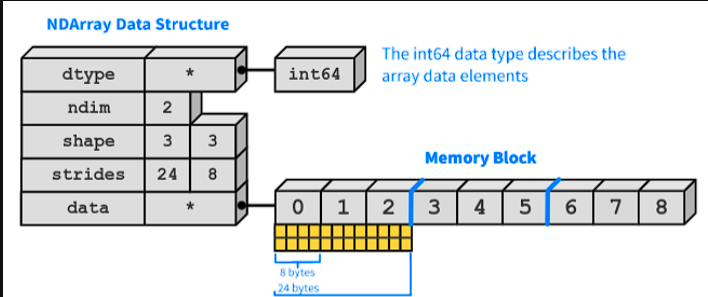 NDArray Data Structure
dtype * int64
The int64 data type describes the
array data elements
ndim 2
shape 3 3
strides 24 8
Memory Block
data * 0 1 2 3 4 5 6 7 8
8 bytes
24 bytes